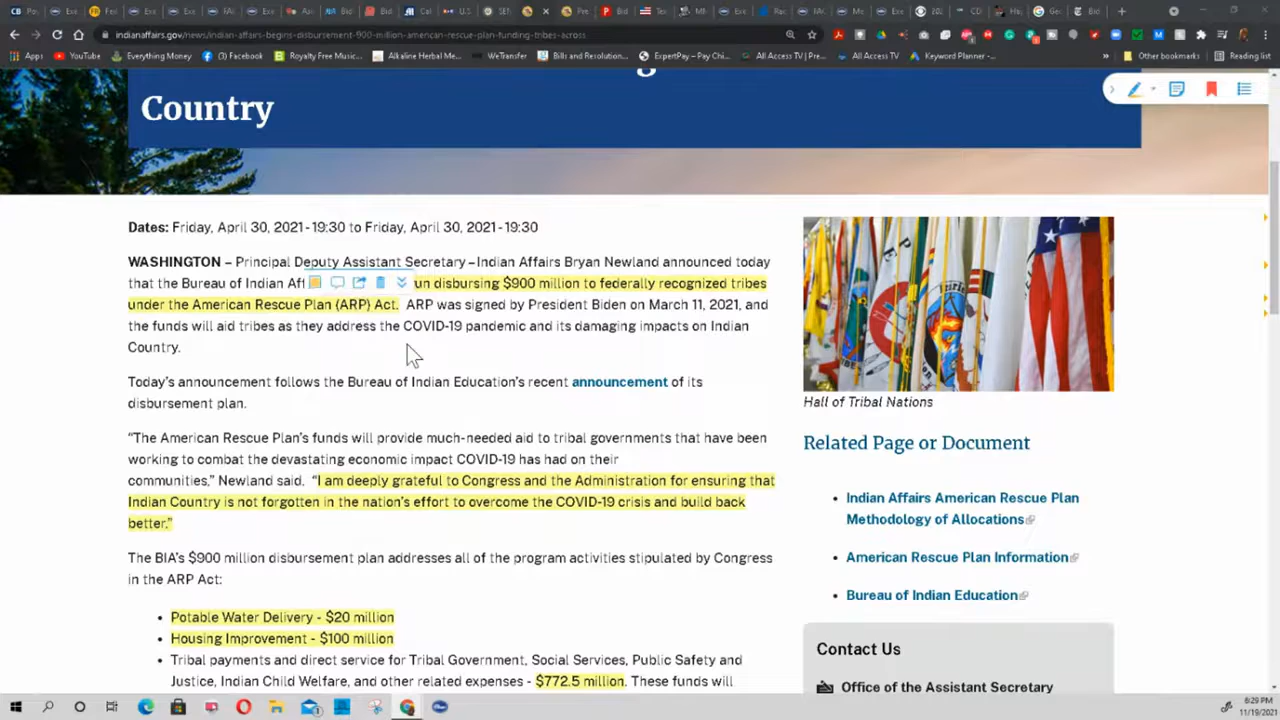 indianaffairs.gov/news/indian-affairs-begins-disbursement-900-million-american-rescue-plan-funding-tribes-across
Apps YouTube Everything Money (3) Facebook Royalty Free Music... Alkaline Herbal Me... WeTransfer Bills and Resolution... ExpertPay – Pay Chi... All Access TV | Pre... All Access TV Keyword Planner -... Other bookmarks Reading list
Country
Dates: Friday, April 30, 2021 - 19:30 to Friday, April 30, 2021 - 19:30
WASHINGTON – Principal Deputy Assistant Secretary – Indian Affairs Bryan Newland announced today
that the Bureau of Indian Aff un disbursing $900 million to federally recognized tribes
under the American Rescue Plan (ARP) Act. ARP was signed by President Biden on March 11, 2021, and
the funds will aid tribes as they address the COVID-19 pandemic and its damaging impacts on Indian
Country.
Today's announcement follows the Bureau of Indian Education's recent announcement of its
disbursement plan.
“The American Rescue Plan's funds will provide much-needed aid to tribal governments that have been
working to combat the devastating economic impact COVID-19 has had on their
communities,” Newland said. “I am deeply grateful to Congress and the Administration for ensuring that
Indian Country is not forgotten in the nation's effort to overcome the COVID-19 crisis and build back
better.”
The BIA's $900 million disbursement plan addresses all of the program activities stipulated by Congress
in the ARP Act:
• Potable Water Delivery - $20 million
• Housing Improvement - $100 million
• Tribal payments and direct service for Tribal Government, Social Services, Public Safety and
Justice, Indian Child Welfare, and other related expenses - $772.5 million. These funds will
Hall of Tribal Nations
Related Page or Document
• Indian Affairs American Rescue Plan
Methodology of Allocations
• American Rescue Plan Information
• Bureau of Indian Education
Contact Us
Office of the Assistant Secretary
6:29 PM
11/19/2021